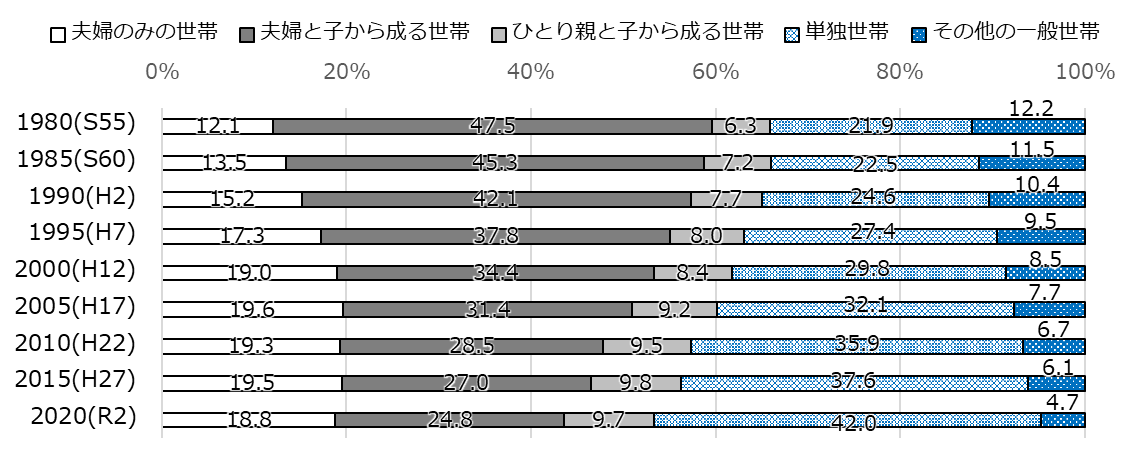 夫婦のみの世帯 夫婦と子から成る世帯 ひとり親と子から成る世帯 単独世帯 その他の一般世帯
0% 20% 40% 60% 80% 100%
1980(S55) 12.1 47.5 6.3 21.9 12.2
1985(S60) 13.5 45.3 7.2 22.5 11.5
1990(H2) 15.2 42.1 7.7 24.6 10.4
1995(H7) 17.3 37.8 8.0 27.4 9.5
2000(H12) 19.0 34.4 8.4 29.8 8.5
2005(H17) 19.6 31.4 9.2 32.1 7.7
2010(H22) 19.3 28.5 9.5 35.9 6.7
2015(H27) 19.5 27.0 9.8 37.6 6.1
2020(R2) 18.8 24.8 9.7 42.0 4.7